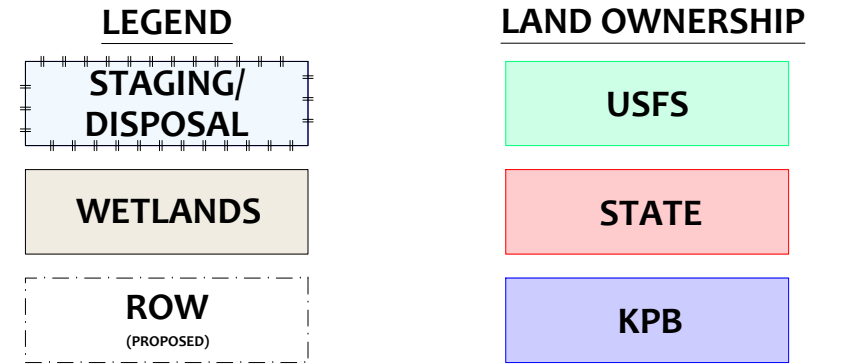 LEGEND
STAGING/
DISPOSAL
WETLANDS
ROW
(PROPOSED)
LAND OWNERSHIP
USFS
STATE
KPB